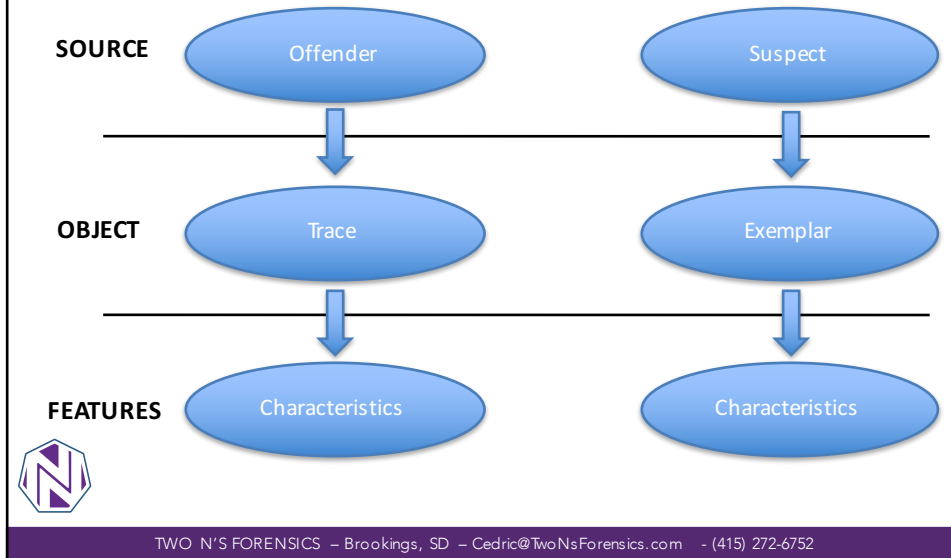 SOURCE Offender Suspect
OBJECT Trace Exemplar
FEATURES Characteristics Characteristics
N
TWO N'S FORENSICS – Brookings, SD – Cedric@TwoNsForensics.com - (415) 272-6752